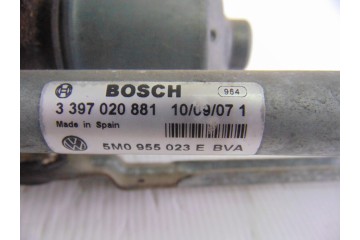 BOSCH 954
3 397 020 881 10/09/07 1
Made in Spain
5M0 955 023 E BVA